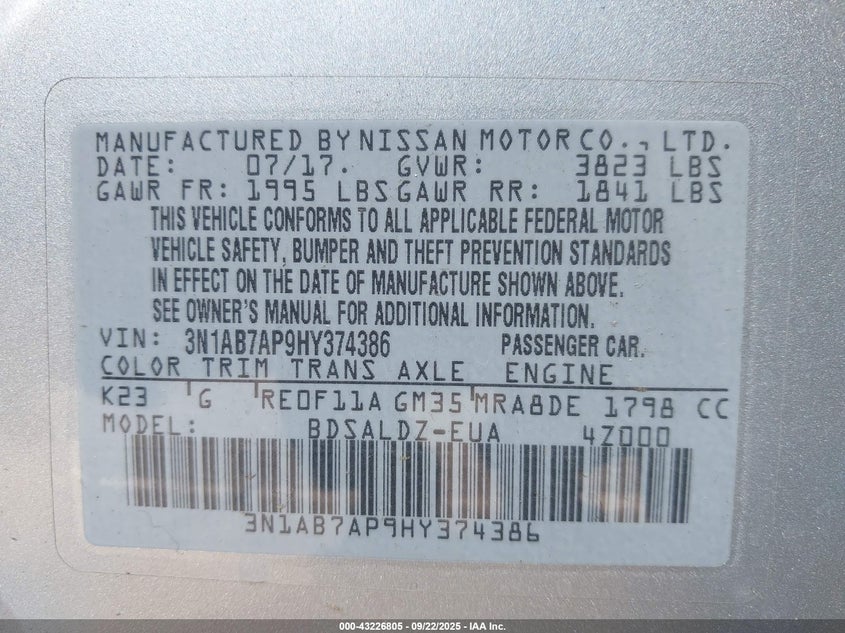 MANUFACTURED BY NISSAN MOTOR CO., LTD.
DATE: 07/17. GVWR: 3823 LBS
GAWR FR: 1995 LBS GAWR RR: 1841 LBS
THIS VEHICLE CONFORMS TO ALL APPLICABLE FEDERAL MOTOR
VEHICLE SAFETY, BUMPER AND THEFT PREVENTION STANDARDS
IN EFFECT ON THE DATE OF MANUFACTURE SHOWN ABOVE.
SEE OWNER'S MANUAL FOR ADDITIONAL INFORMATION.
VIN: 3N1AB7AP9HY374386 PASSENGER CAR.
COLOR TRIM TRANS AXLE ENGINE
K23 G RE0F11A GM35 MRA8DE 1798 CC
MODEL: BDSALDZ-EUA 4Z000
3N1AB7AP9HY374386
000-43226805 - 09/22/2025 - IAA Inc.